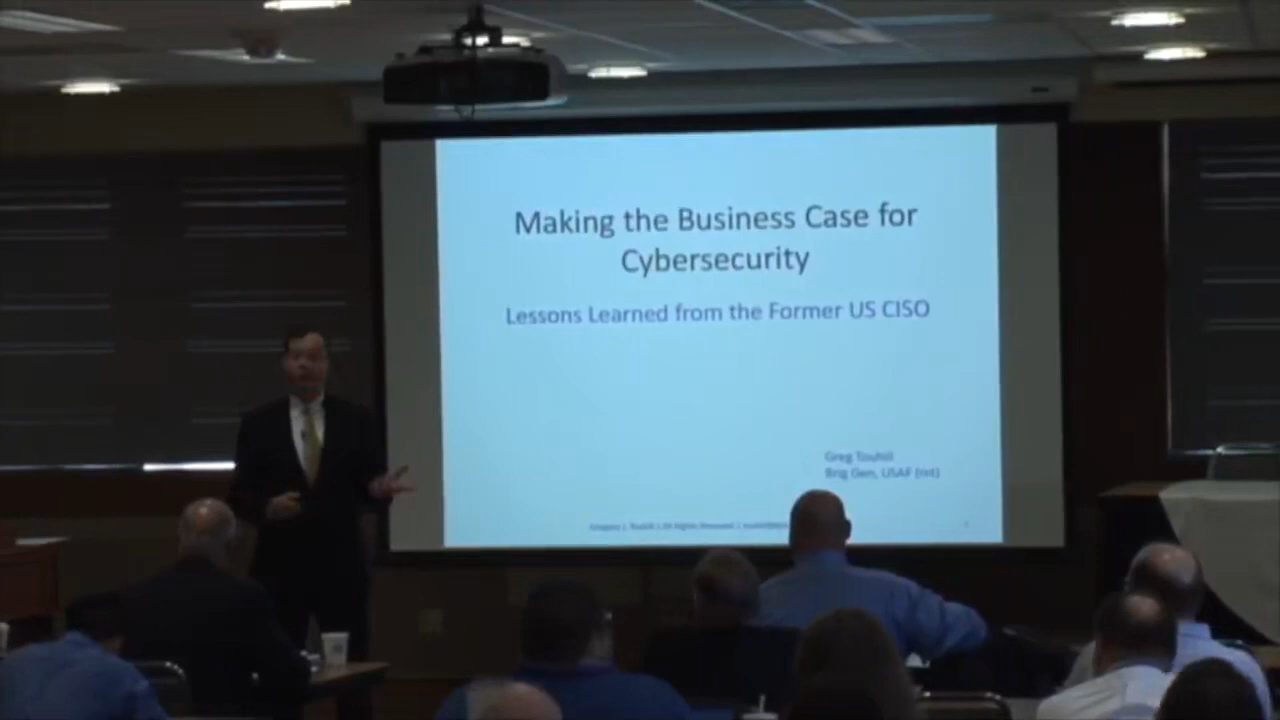 Making the Business Case for
Cybersecurity
Lessons Learned from the Former US CISO
Greg Touhill
Brig Gen, USAF (ret)